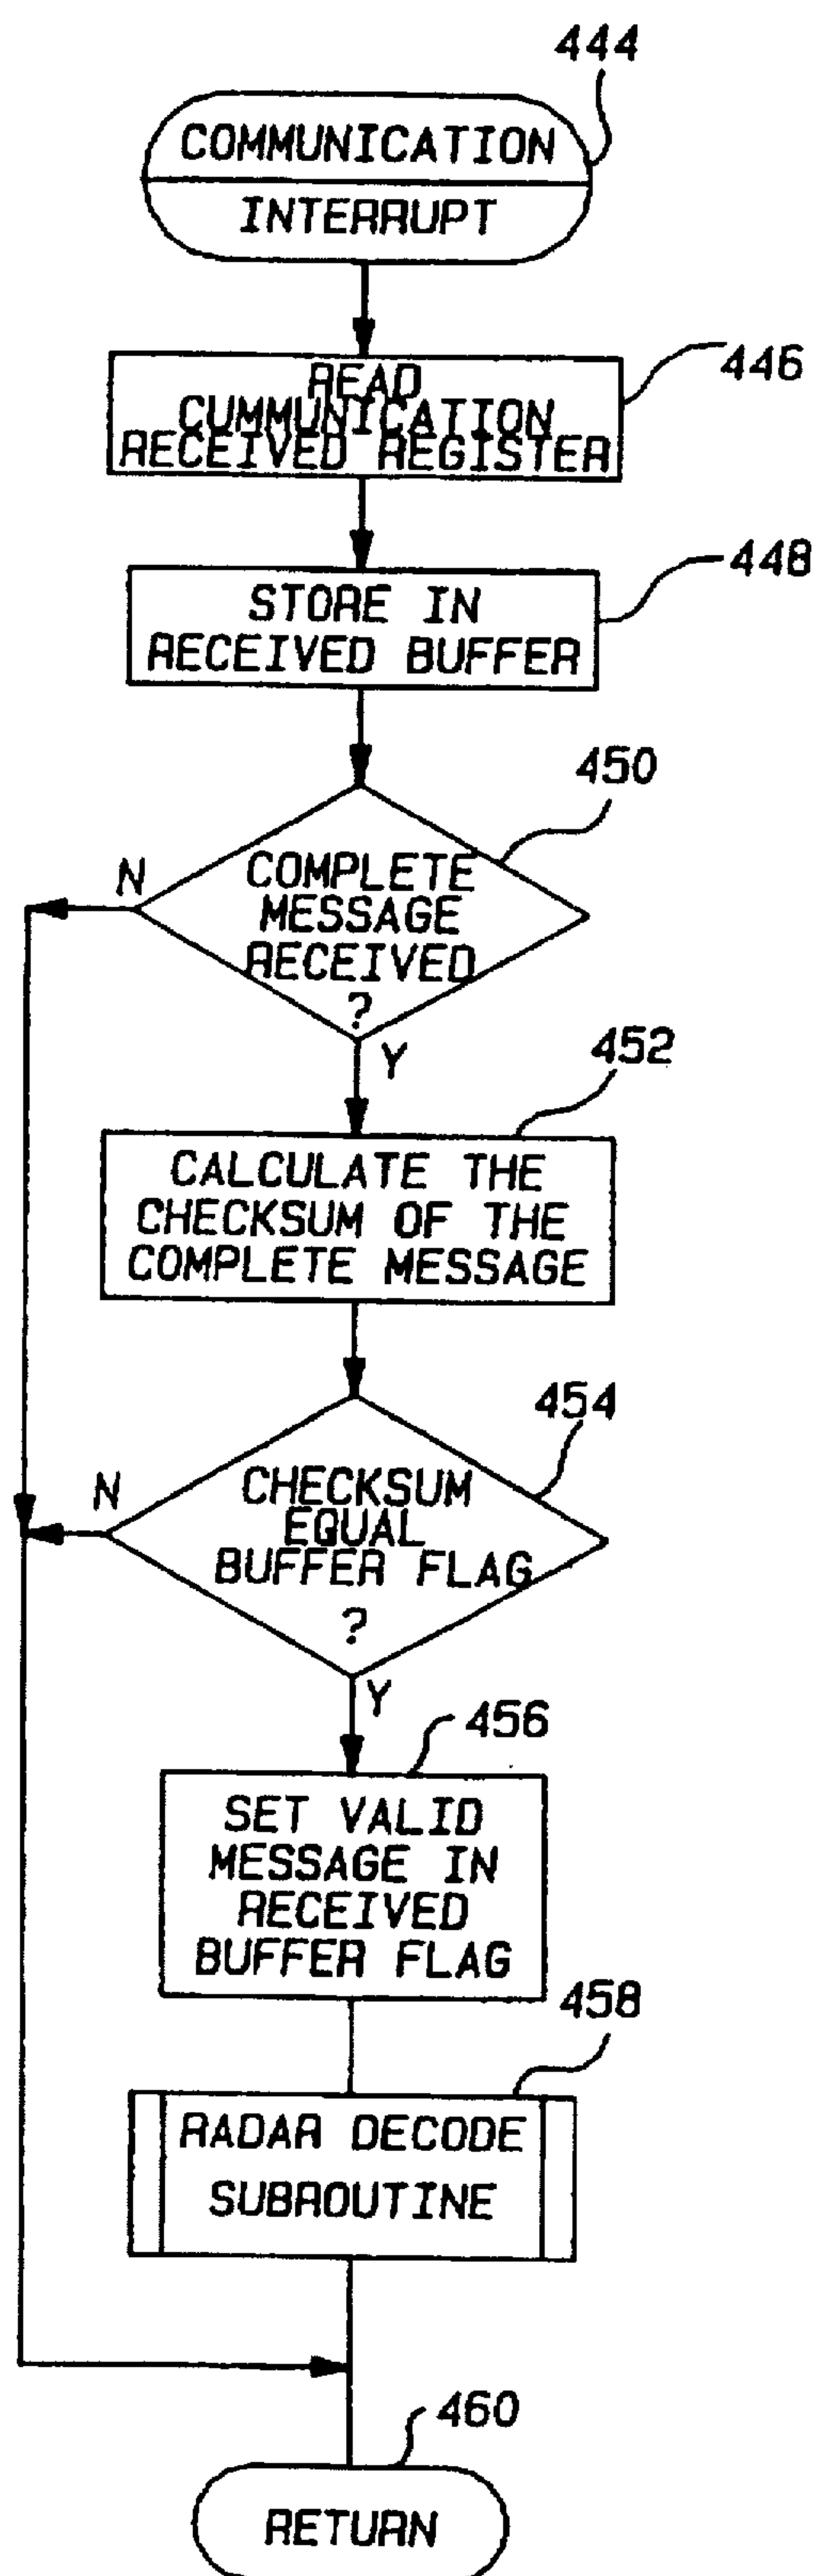 444
COMMUNICATION
INTERRUPT
446
READ
CUMMUNICATION
RECEIVED REGISTER
448
STORE IN
RECEIVED BUFFER
450
N
COMPLETE
MESSAGE
RECEIVED
?
Y
452
CALCULATE THE
CHECKSUM OF THE
COMPLETE MESSAGE
454
N
CHECKSUM
EQUAL
BUFFER FLAG
?
Y
456
SET VALID
MESSAGE IN
RECEIVED
BUFFER FLAG
458
RADAR DECODE
SUBROUTINE
460
RETURN